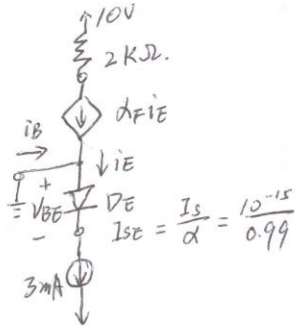 10V
2KΩ.
αFiE
iB
iE
+
VBE
DE
-
ISE = IS/α = 10^-15/0.99
3mA